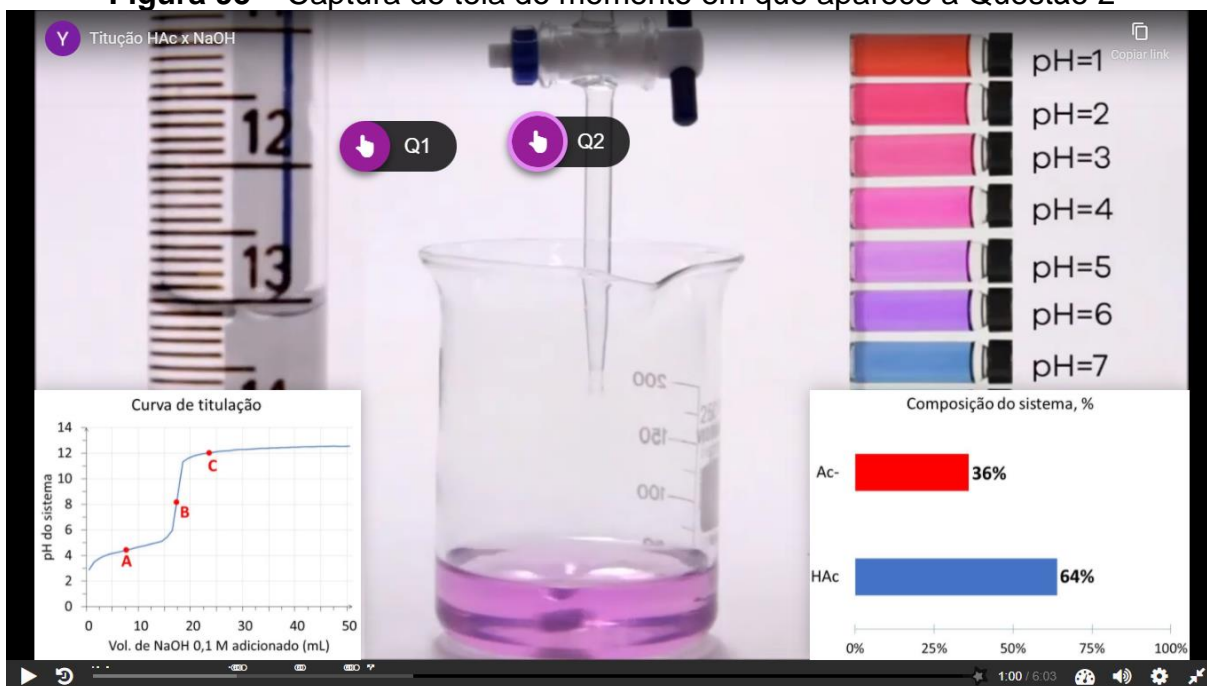 Figura 35 – Captura de tela do momento em que aparece a Questão 2
Y
Titução HAc x NaOH
Copiar link
12
13
14
Q1
Q2
200
250
150
100
50
pH=1
pH=2
pH=3
pH=4
pH=5
pH=6
pH=7
Curva de titulação
pH do sistema
14
12
10
8
6
4
2
0
A
B
C
0 10 20 30 40 50
Vol. de NaOH 0,1 M adicionado (mL)
Composição do sistema, %
Ac- 36%
HAc 64%
0% 25% 50% 75% 100%
1:00 / 6:03